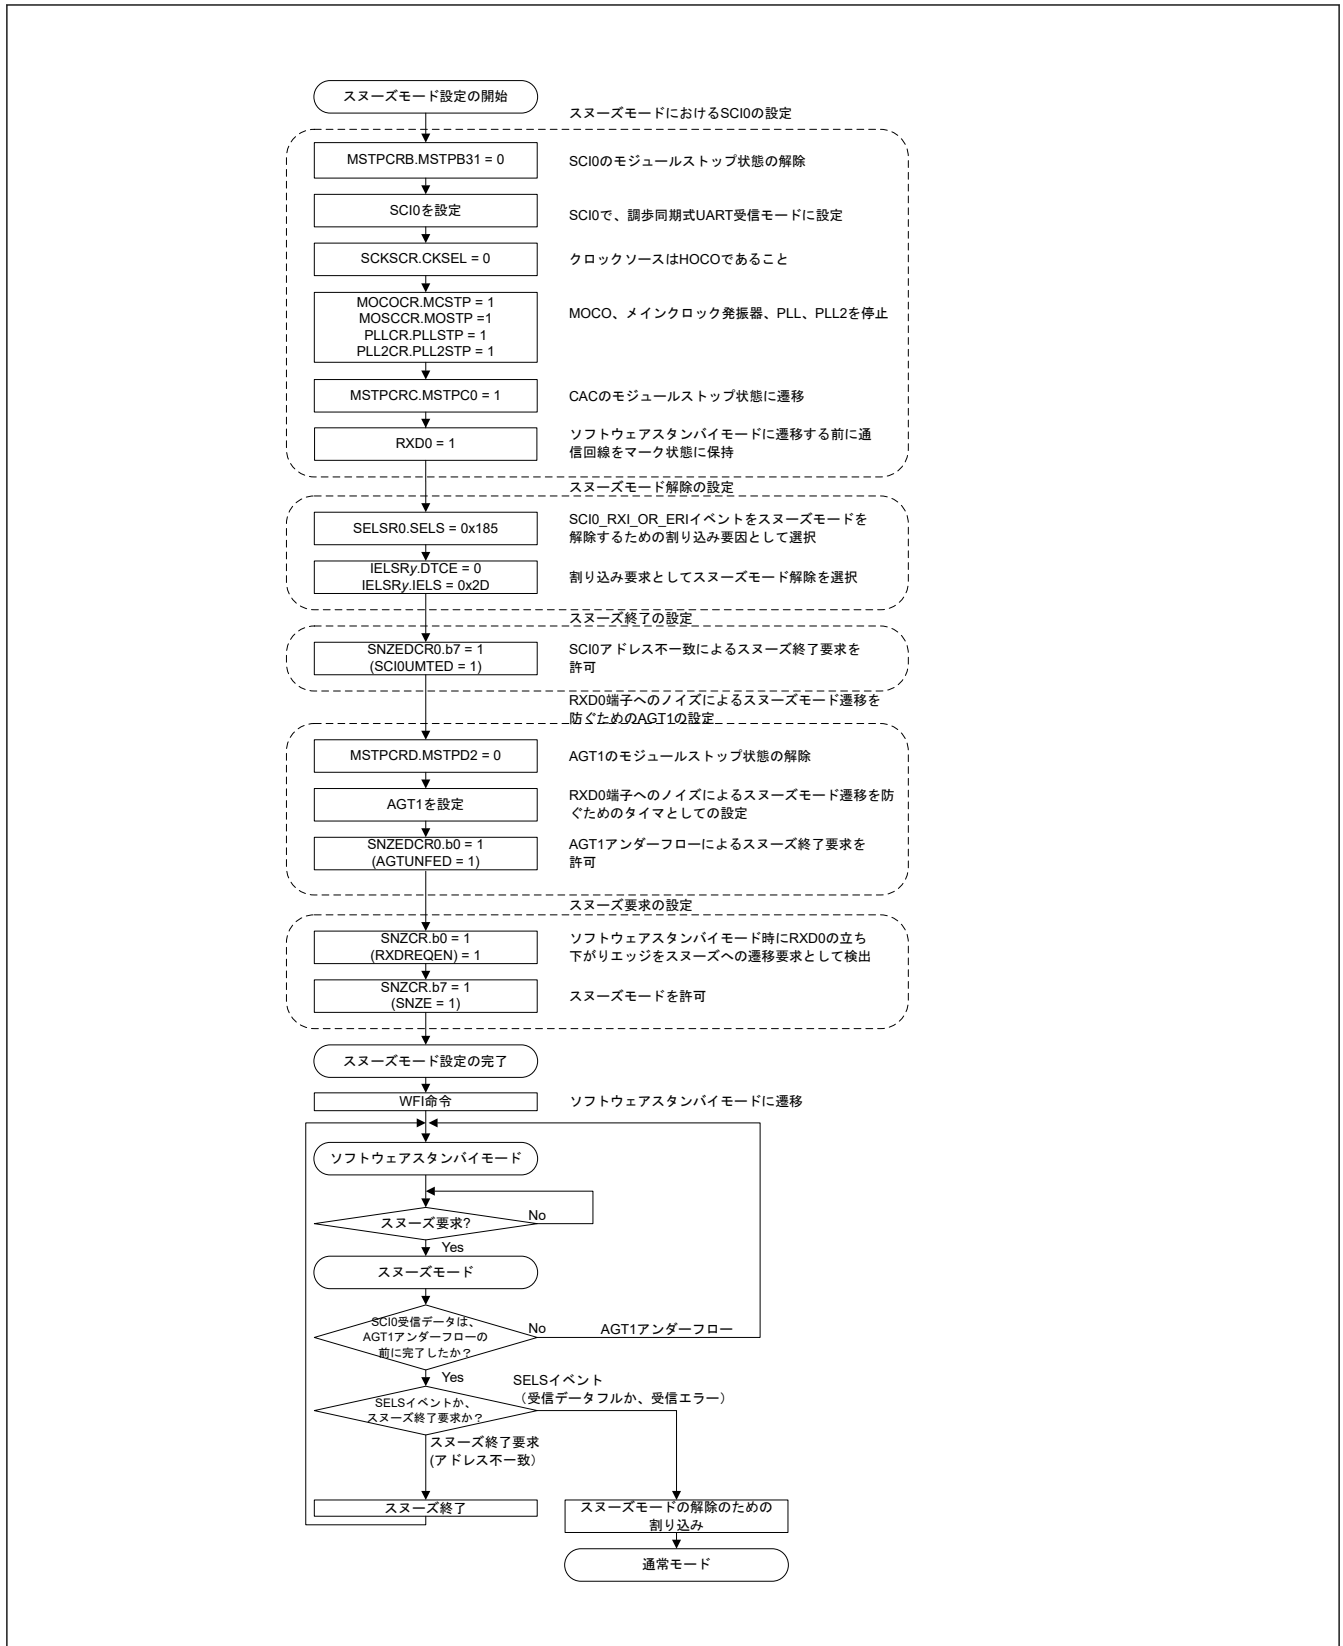 スヌーズモード設定の開始
スヌーズモードにおけるSCI0の設定
MSTPCRB.MSTPB31 = 0
SCI0のモジュールストップ状態の解除
SCI0を設定
SCI0で、調歩同期式UART受信モードに設定
SCKSCR.CKSEL = 0
クロックソースはHOCOであること
MOCOCR.MCSTP = 1
MOSCCR.MOSTP =1
PLLCR.PLLSTP = 1
PLL2CR.PLL2STP = 1
MOCO、メインクロック発振器、PLL、PLL2を停止
MSTPCRC.MSTPC0 = 1
CACのモジュールストップ状態に遷移
RXD0 = 1
ソフトウェアスタンバイモードに遷移する前に通
信回線をマーク状態に保持
スヌーズモード解除の設定
SELSR0.SELS = 0x185
SCI0_RXI_OR_ERIイベントをスヌーズモードを
解除するための割り込み要因として選択
IELSRy.DTCE = 0
IELSRy.IELS = 0x2D
割り込み要求としてスヌーズモード解除を選択
スヌーズ終了の設定
SNZEDCR0.b7 = 1
(SCI0UMTED = 1)
SCI0アドレス不一致によるスヌーズ終了要求を
許可
RXD0端子へのノイズによるスヌーズモード遷移を
防ぐためのAGT1の設定
MSTPCRD.MSTPD2 = 0
AGT1のモジュールストップ状態の解除
AGT1を設定
RXD0端子へのノイズによるスヌーズモード遷移を防
ぐためのタイマとしての設定
SNZEDCR0.b0 = 1
(AGTUNFED = 1)
AGT1アンダーフローによるスヌーズ終了要求を
許可
スヌーズ要求の設定
SNZCR.b0 = 1
(RXDREQEN) = 1
ソフトウェアスタンバイモード時にRXD0の立ち
下がりエッジをスヌーズへの遷移要求として検出
SNZCR.b7 = 1
(SNZE = 1)
スヌーズモードを許可
スヌーズモード設定の完了
WFI命令
ソフトウェアスタンバイモードに遷移
ソフトウェアスタンバイモード
スヌーズ要求?
No
Yes
スヌーズモード
SCI0受信データは、
AGT1アンダーフローの
前に完了したか？
No
AGT1アンダーフロー
Yes
SELSイベントか、
スヌーズ終了要求か？
SELSイベント
（受信データフルか、受信エラー）
スヌーズ終了要求
(アドレス不一致）
スヌーズ終了
スヌーズモードの解除のための
割り込み
通常モード